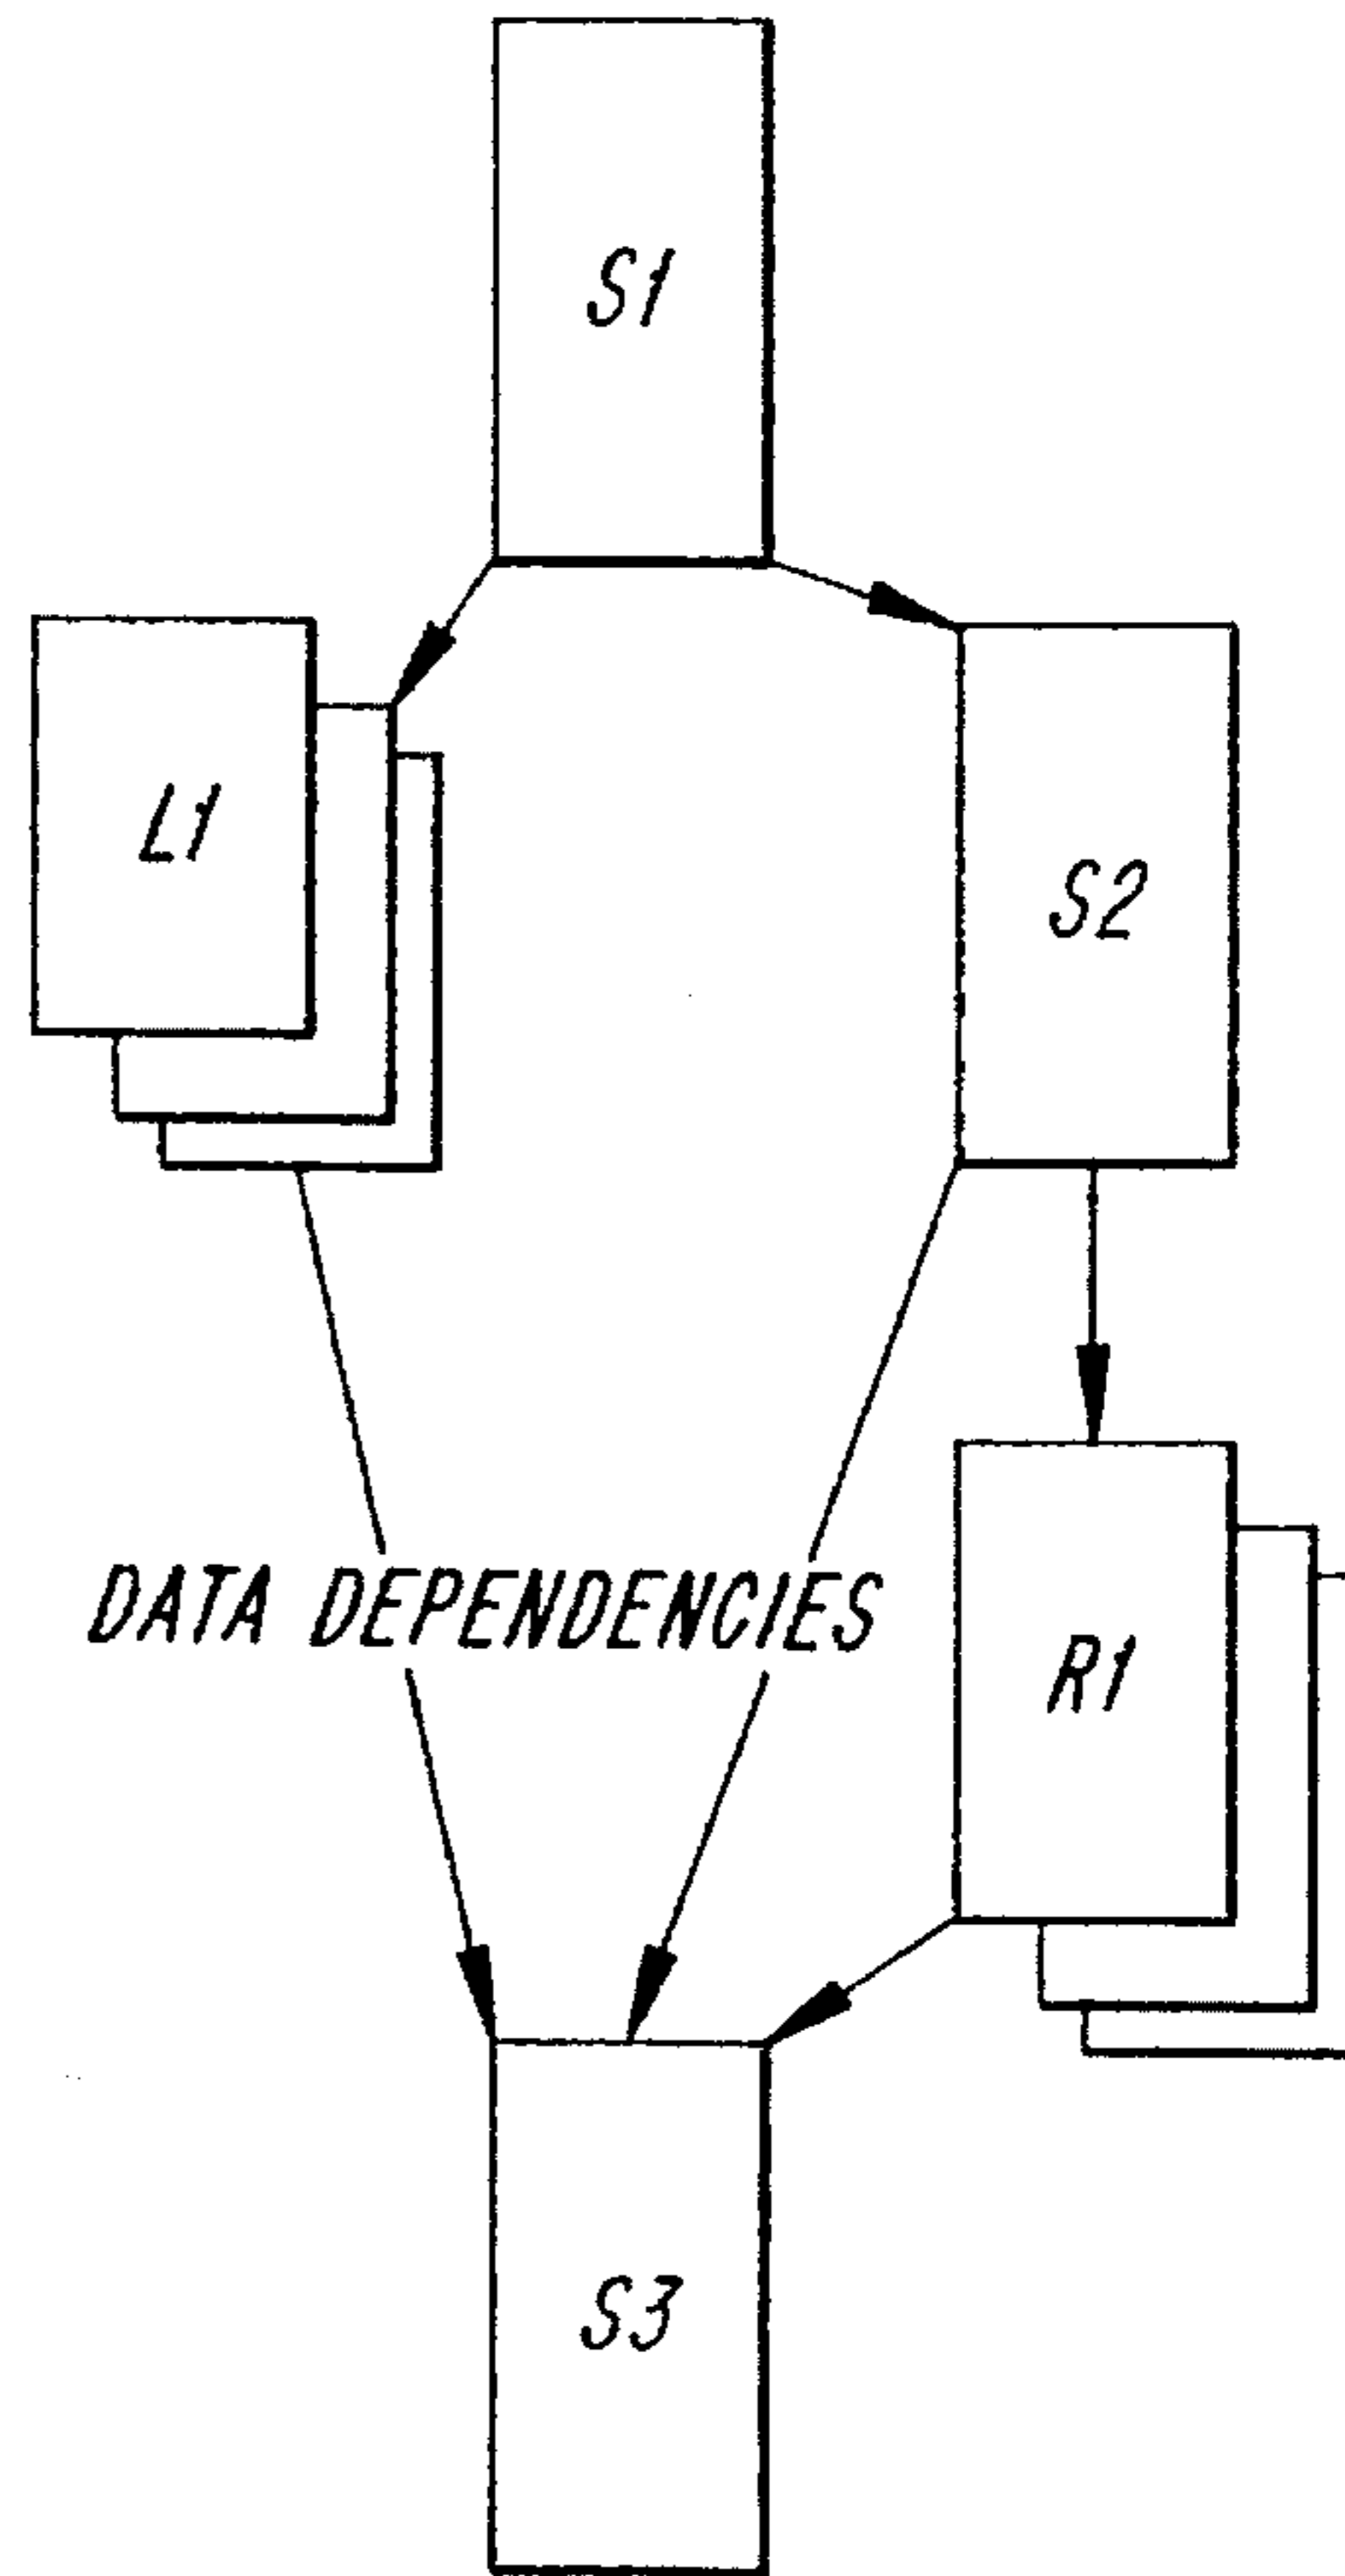 S1
L1
S2
DATA DEPENDENCIES
R1
S3